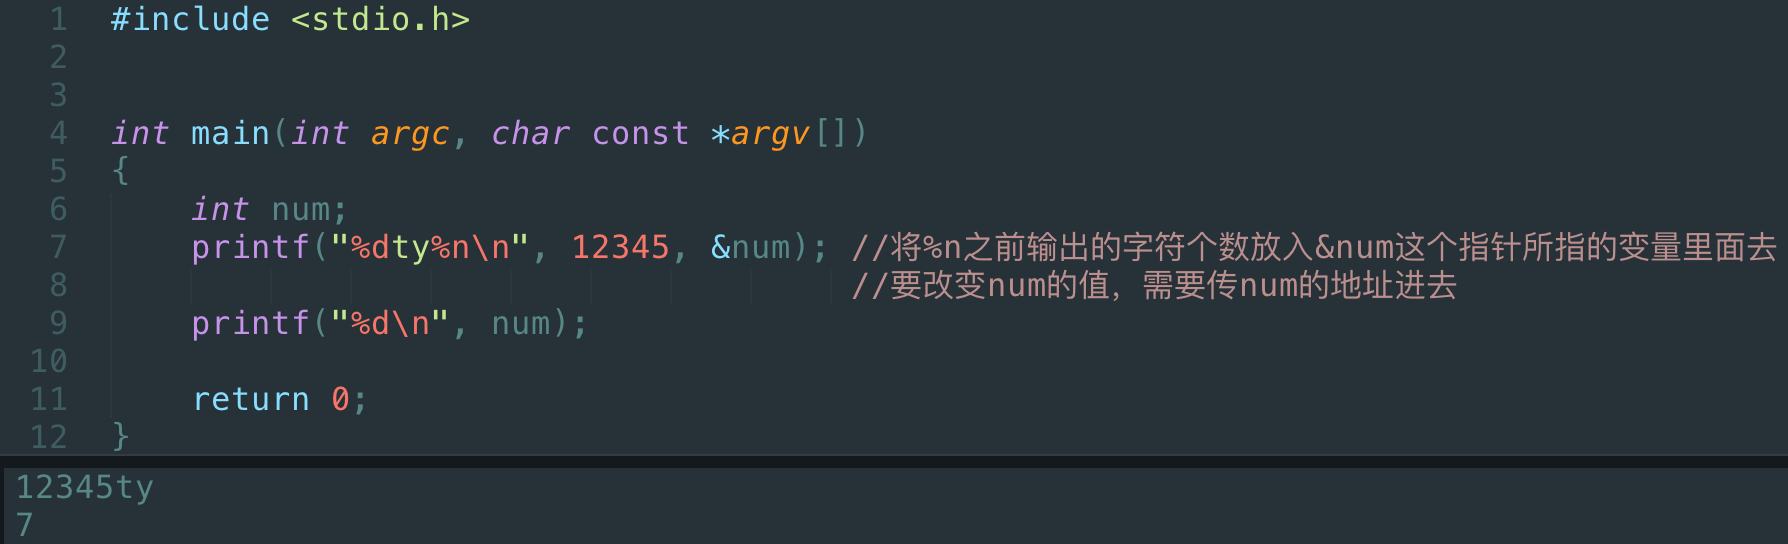 1 #include <stdio.h>
2
3
4 int main(int argc, char const *argv[])
5 {
6 int num;
7 printf("%dty%n\n", 12345, &num); //将%n之前输出的字符个数放入&num这个指针所指的变量里面去
8 //要改变num的值，需要传num的地址进去
9 printf("%d\n", num);
10
11 return 0;
12 }
12345ty
7